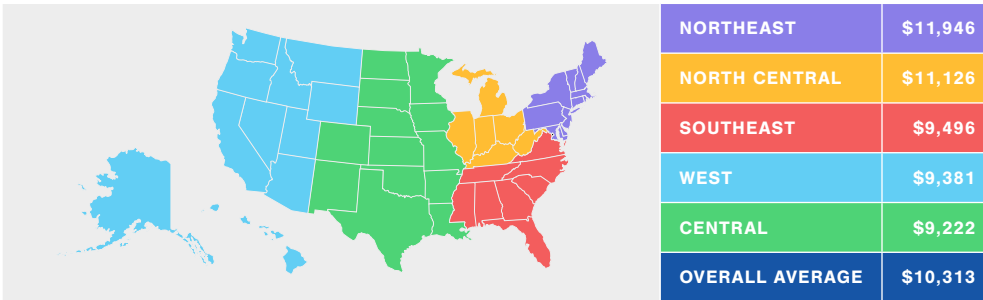 NORTHEAST $11,946
NORTH CENTRAL $11,126
SOUTHEAST $9,496
WEST $9,381
CENTRAL $9,222
OVERALL AVERAGE $10,313